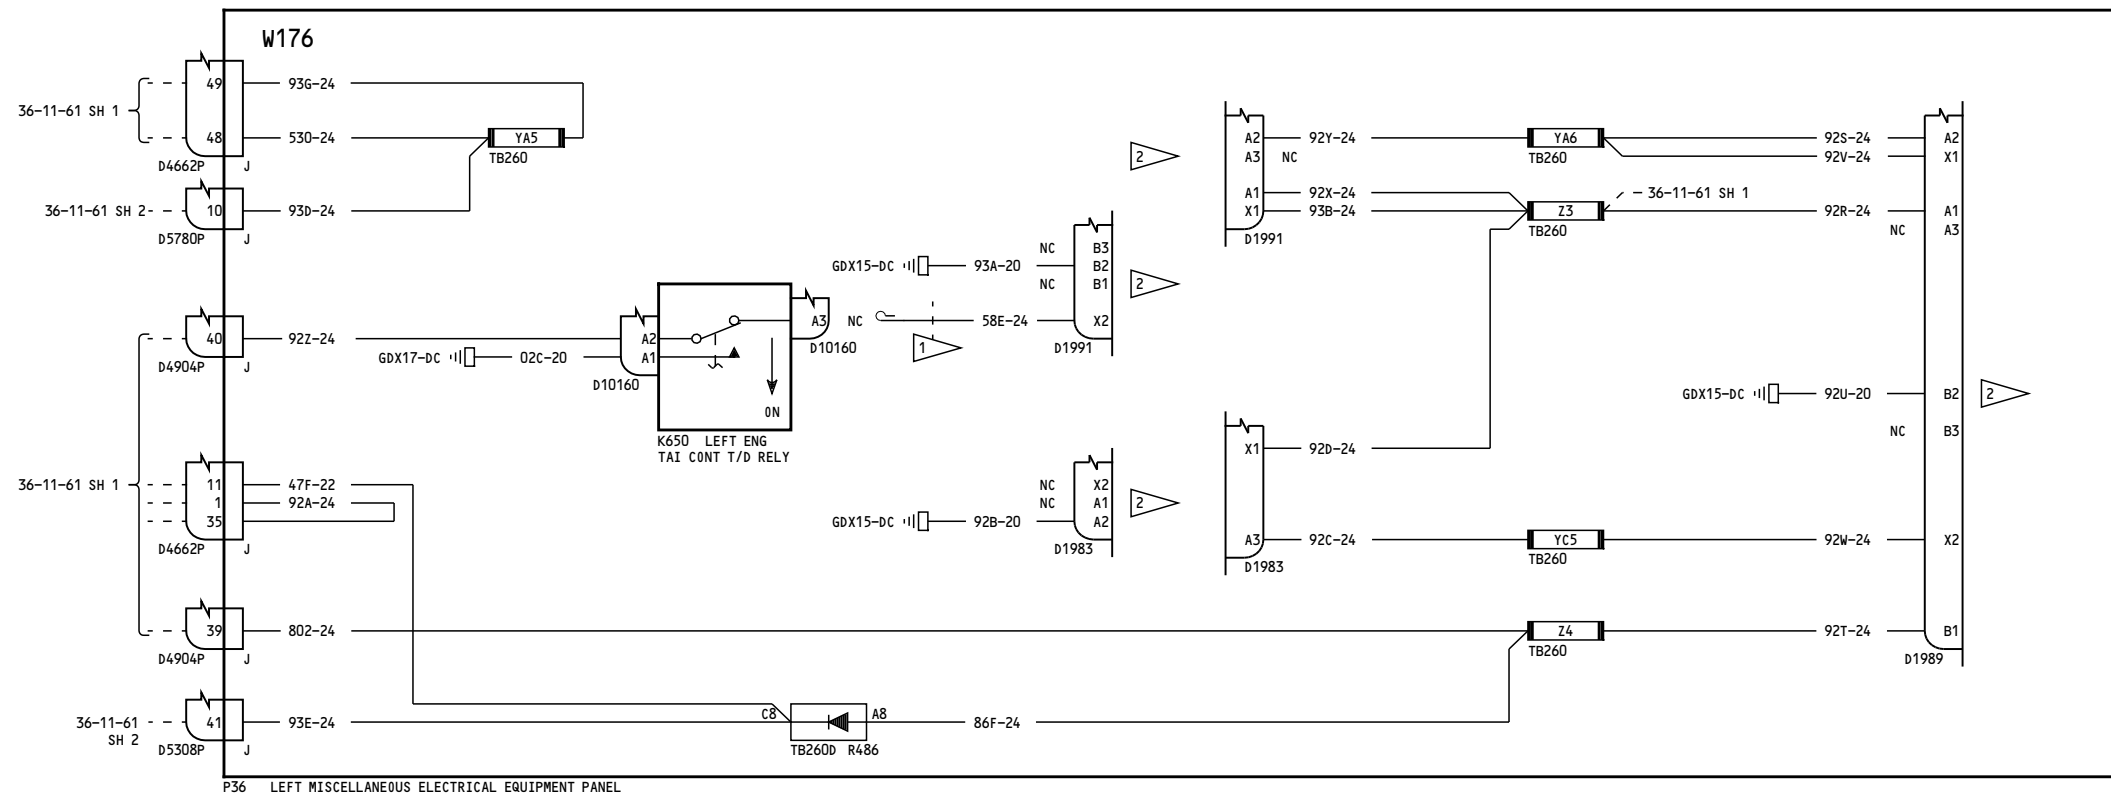 W176
49 93G-24
36-11-61 SH 1
48 530-24 YA5
D4662P J TB260
36-11-61 SH 2 10 93D-24
D5780P J
40 92Z-24
D4904P J
GDX17-DC 02C-20
A2
A1
D10160
A3 NC
D10160
ON
K650 LEFT ENG
TAI CONT T/D RELY
36-11-61 SH 1
11 47F-22
1 92A-24
35
D4662P J
39 802-24
D4904P J
36-11-61
SH 2
41 93E-24
D5308P J
C8 A8 86F-24
TB260D R486
NC B3
GDX15-DC 93A-20 B2
NC B1
58E-24 X2
D1991
1
2
2
NC X2
NC A1
GDX15-DC 92B-20 A2
D1983
2
A2 92Y-24 YA6 92S-24 A2
A3 NC TB260 92V-24 X1
A1 92X-24 36-11-61 SH 1
X1 93B-24 Z3 92R-24 A1
D1991 TB260 NC A3
GDX15-DC 92U-20 B2
2
NC B3
X1 92D-24
A3 92C-24 YC5 92W-24 X2
D1983 TB260
Z4 92T-24 B1
TB260 D1989
P36 LEFT MISCELLANEOUS ELECTRICAL EQUIPMENT PANEL